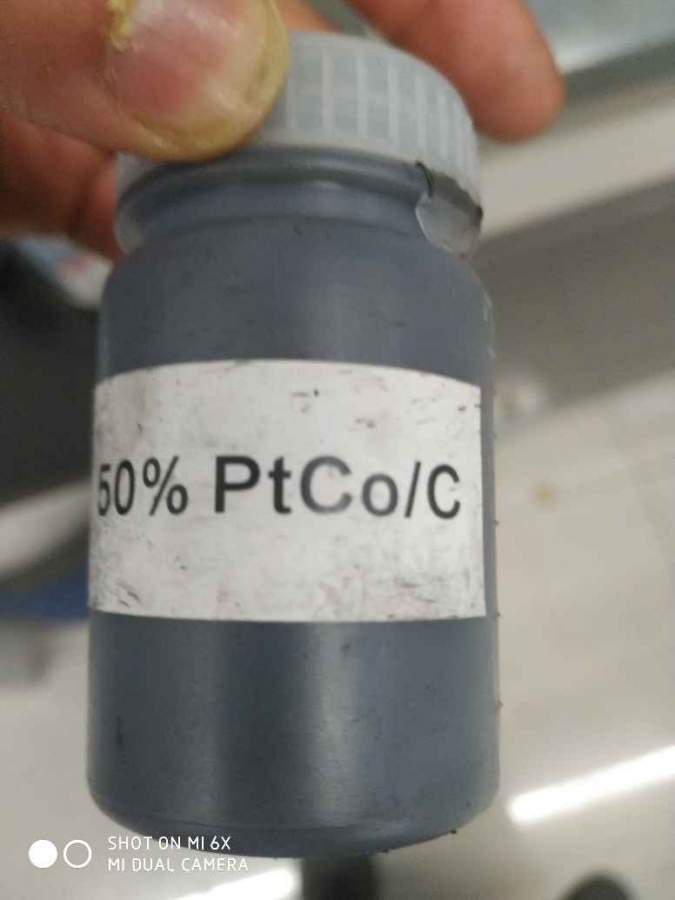 50% PtCo/C
SHOT ON MI 6X
MI DUAL CAMERA